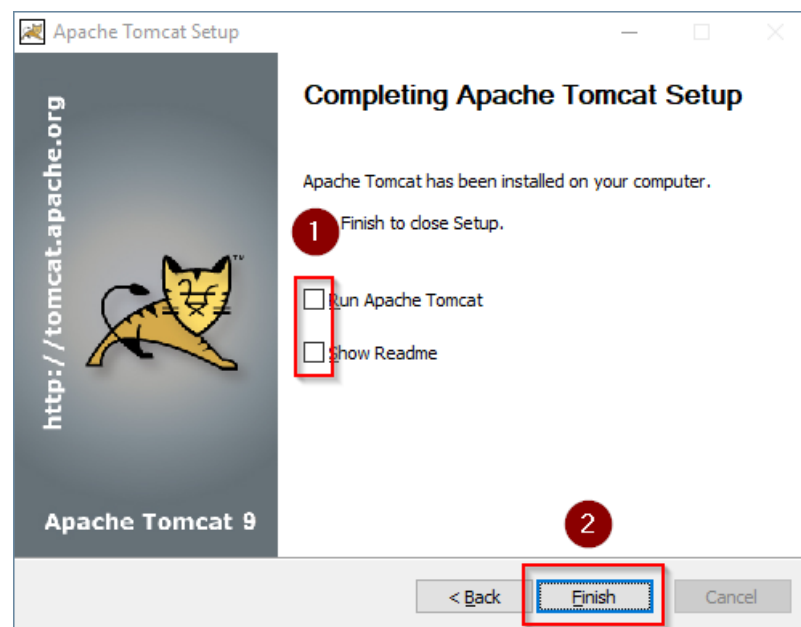 Apache Tomcat Setup
http://tomcat.apache.org
TM
Apache Tomcat 9
Completing Apache Tomcat Setup
Apache Tomcat has been installed on your computer.
1
Finish to close Setup.
Run Apache Tomcat
Show Readme
2
< Back
Finish
Cancel